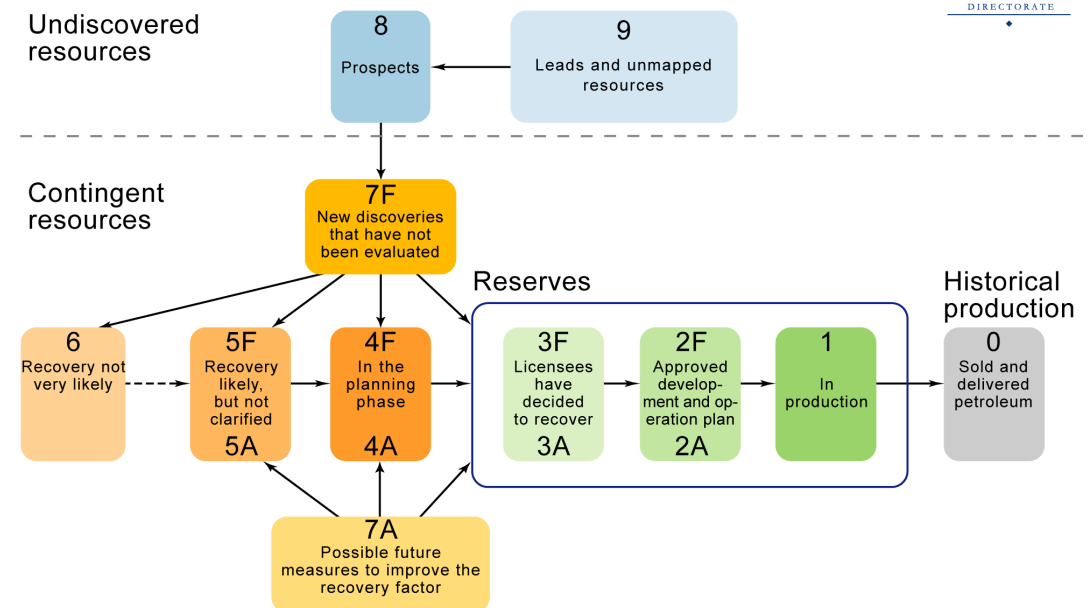 DIRECTORATE
Undiscovered
resources
8
Prospects
9
Leads and unmapped
resources
Contingent
resources
7F
New discoveries
that have not
been evaluated
Reserves
Historical
production
6
Recovery not
very likely
5F
Recovery
likely,
but not
clarified
5A
4F
In the
planning
phase
4A
3F
Licensees
have
decided
to recover
3A
2F
Approved
develop-
ment and op-
eration plan
2A
1
In
production
0
Sold and
delivered
petroleum
7A
Possible future
measures to improve the
recovery factor